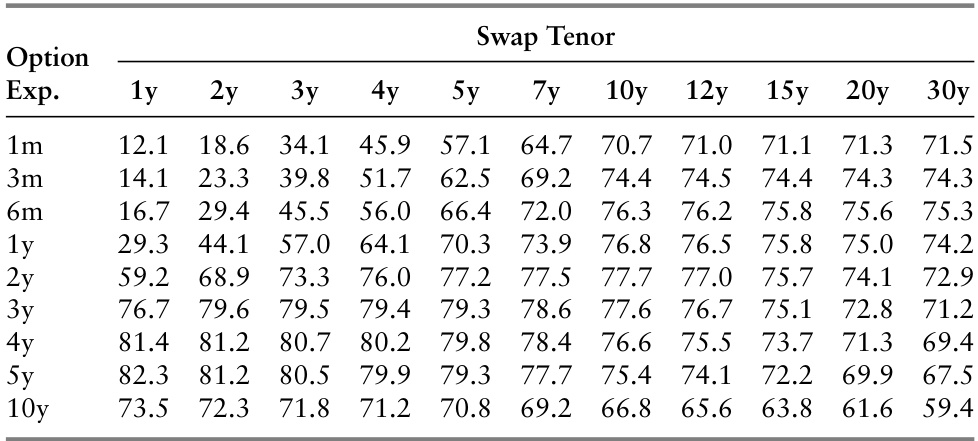 Swap Tenor
Option
Exp. 1y 2y 3y 4y 5y 7y 10y 12y 15y 20y 30y
1m 12.1 18.6 34.1 45.9 57.1 64.7 70.7 71.0 71.1 71.3 71.5
3m 14.1 23.3 39.8 51.7 62.5 69.2 74.4 74.5 74.4 74.3 74.3
6m 16.7 29.4 45.5 56.0 66.4 72.0 76.3 76.2 75.8 75.6 75.3
1y 29.3 44.1 57.0 64.1 70.3 73.9 76.8 76.5 75.8 75.0 74.2
2y 59.2 68.9 73.3 76.0 77.2 77.5 77.7 77.0 75.7 74.1 72.9
3y 76.7 79.6 79.5 79.4 79.3 78.6 77.6 76.7 75.1 72.8 71.2
4y 81.4 81.2 80.7 80.2 79.8 78.4 76.6 75.5 73.7 71.3 69.4
5y 82.3 81.2 80.5 79.9 79.3 77.7 75.4 74.1 72.2 69.9 67.5
10y 73.5 72.3 71.8 71.2 70.8 69.2 66.8 65.6 63.8 61.6 59.4